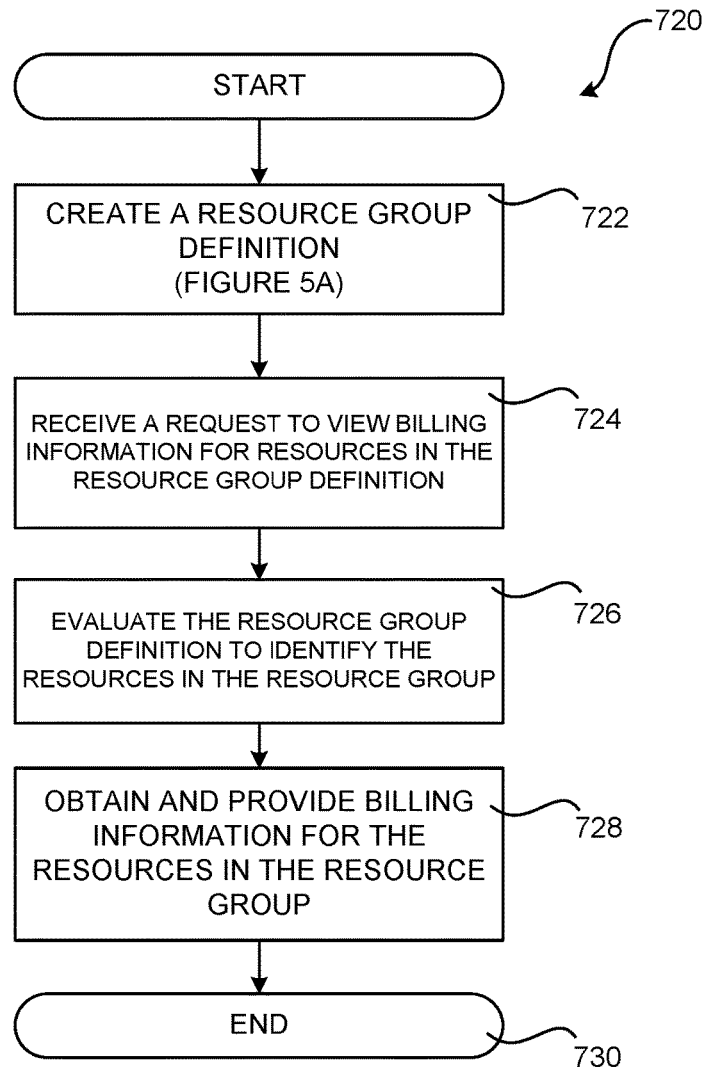 720
START
CREATE A RESOURCE GROUP
DEFINITION
(FIGURE 5A)
722
RECEIVE A REQUEST TO VIEW BILLING
INFORMATION FOR RESOURCES IN THE
RESOURCE GROUP DEFINITION
724
EVALUATE THE RESOURCE GROUP
DEFINITION TO IDENTIFY THE
RESOURCES IN THE RESOURCE GROUP
726
OBTAIN AND PROVIDE BILLING
INFORMATION FOR THE
RESOURCES IN THE RESOURCE
GROUP
728
END
730